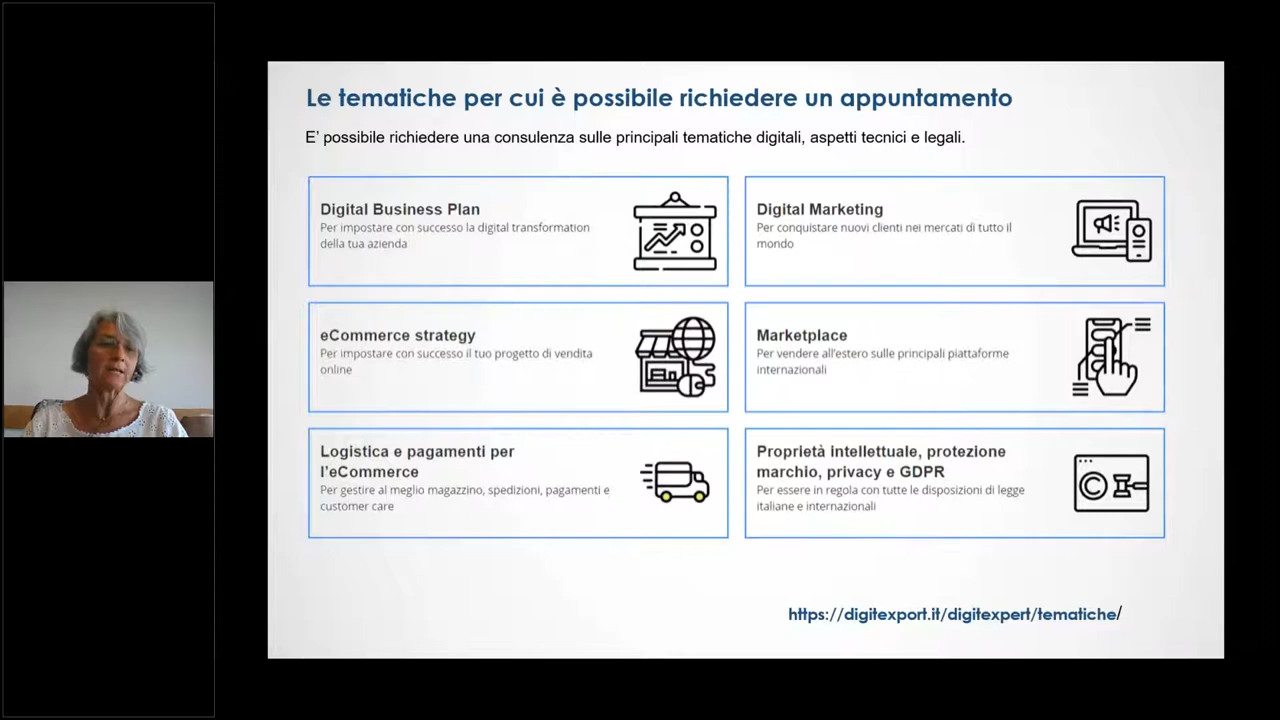 Le tematiche per cui è possibile richiedere un appuntamento
E' possibile richiedere una consulenza sulle principali tematiche digitali, aspetti tecnici e legali.
Digital Business Plan
Per impostare con successo la digital transformation
della tua azienda
Digital Marketing
Per conquistare nuovi clienti nei mercati di tutto il
mondo
eCommerce strategy
Per impostare con successo il tuo progetto di vendita
online
Marketplace
Per vendere all'estero sulle principali piattaforme
internazionali
Logistica e pagamenti per
l'eCommerce
Per gestire al meglio magazzino, spedizioni, pagamenti e
customer care
Proprietà intellettuale, protezione
marchio, privacy e GDPR
Per essere in regola con tutte le disposizioni di legge
italiane e internazionali
https://digitexport.it/digitexpert/tematiche/